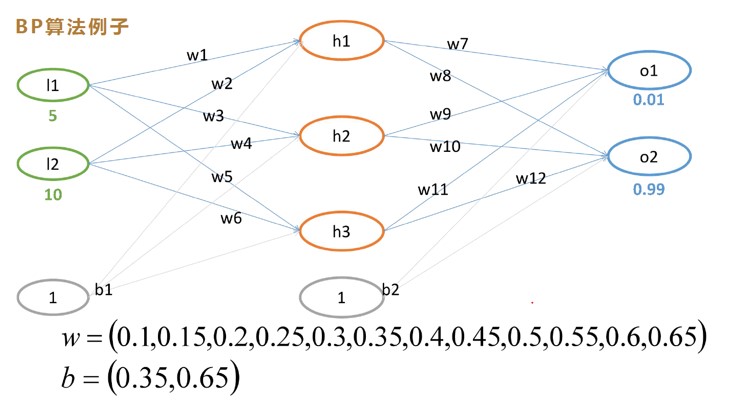 BP算法例子
h1
w7
w1
o1
l1
w2
w8
0.01
5
w3
w9
h2
w4
w10
o2
l2
w5
w11
w12
0.99
10
w6
h3
1
b1
1
b2
w = (0.1,0.15,0.2,0.25,0.3,0.35,0.4,0.45,0.5,0.55,0.6,0.65)
b = (0.35,0.65)